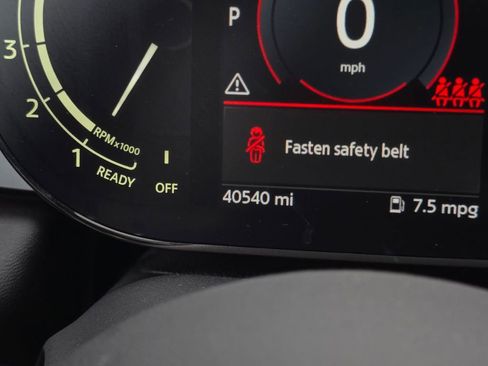 3
2
1
RPMx1000
READY
OFF
P
0
mph
Fasten safety belt
40540 mi
7.5 mpg